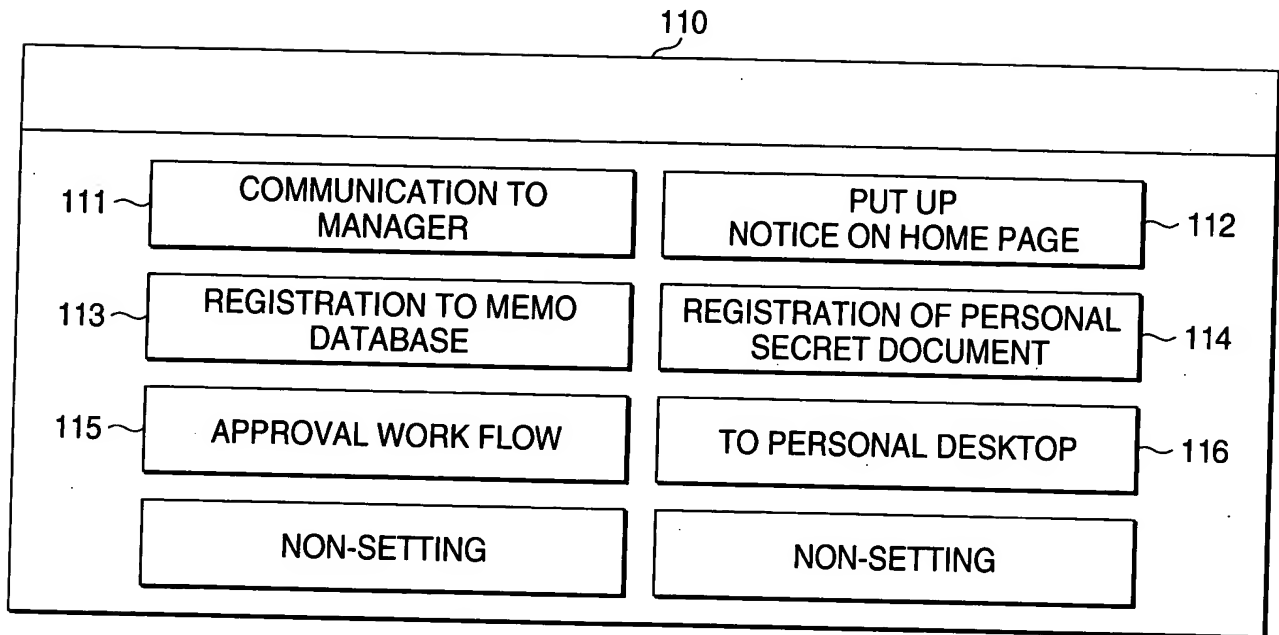 110
111
COMMUNICATION TO
MANAGER
PUT UP
NOTICE ON HOME PAGE
112
113
REGISTRATION TO MEMO
DATABASE
REGISTRATION OF PERSONAL
SECRET DOCUMENT
114
115
APPROVAL WORK FLOW
TO PERSONAL DESKTOP
116
NON-SETTING
NON-SETTING